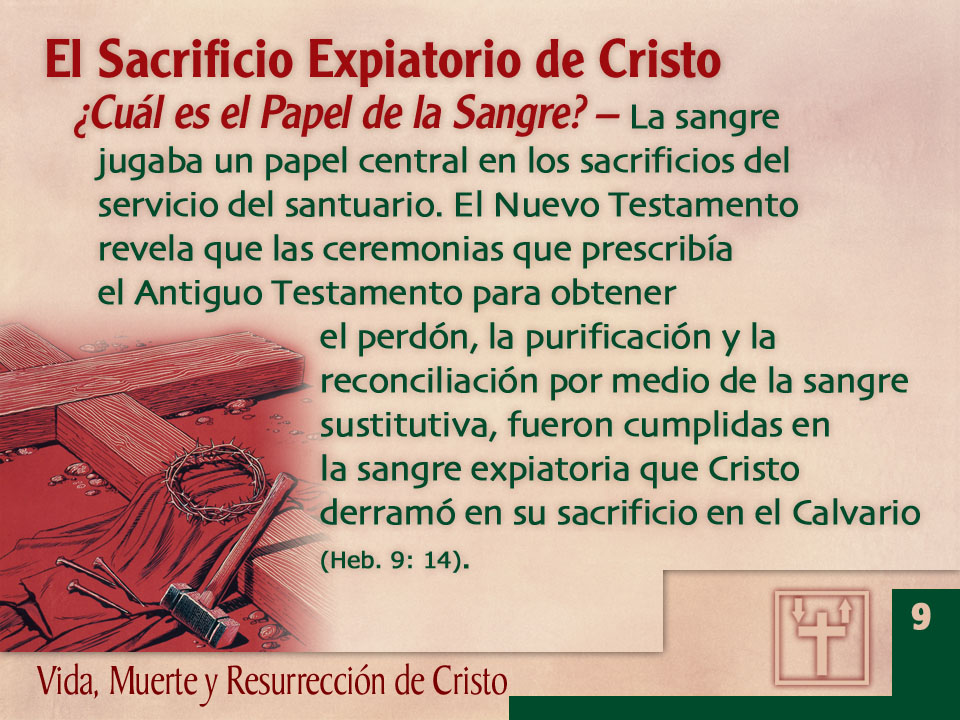 El Sacrificio Expiatorio de Cristo
¿Cuál es el Papel de la Sangre? – La sangre
jugaba un papel central en los sacrificios del
servicio del santuario. El Nuevo Testamento
revela que las ceremonias que prescribía
el Antiguo Testamento para obtener
el perdón, la purificación y la
reconciliación por medio de la sangre
sustitutiva, fueron cumplidas en
la sangre expiatoria que Cristo
derramó en su sacrificio en el Calvario
(Heb. 9: 14).
9
Vida, Muerte y Resurrección de Cristo